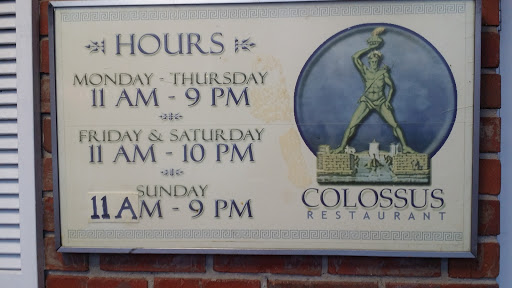 HOURS
MONDAY - THURSDAY
11 AM - 9 PM
FRIDAY & SATURDAY
11 AM - 10 PM
SUNDAY
11 AM - 9 PM
COLOSSUS
RESTAURANT